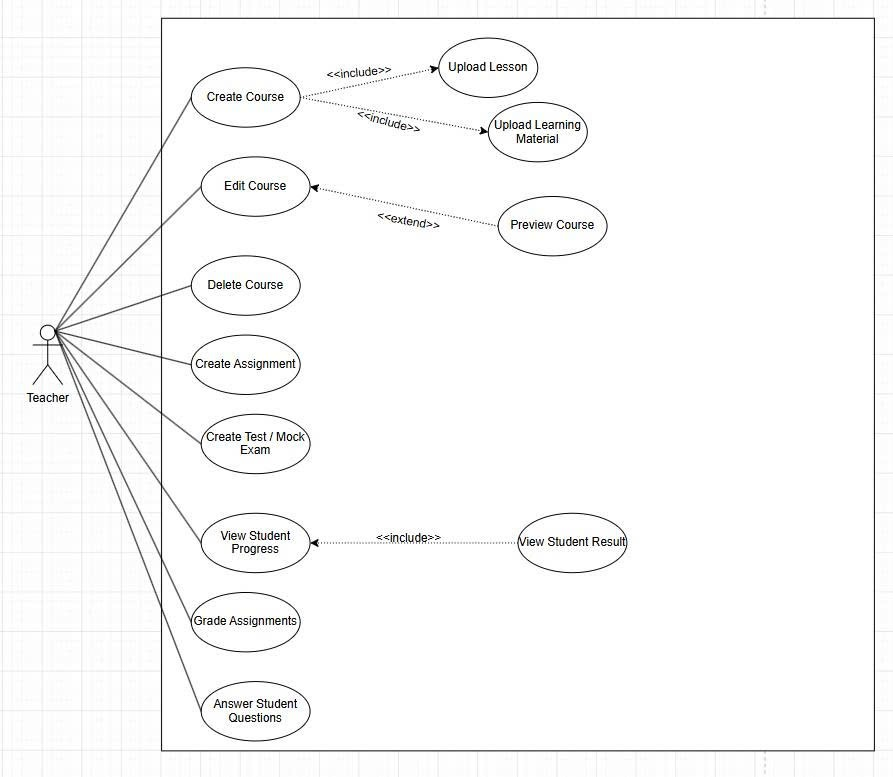 <<include>>
Upload Lesson
Create Course
<<include>>
Upload Learning
Material
Edit Course
<<extend>>
Preview Course
Delete Course
Create Assignment
Teacher
Create Test / Mock
Exam
View Student
Progress
<<include>>
View Student Result
Grade Assignments
Answer Student
Questions